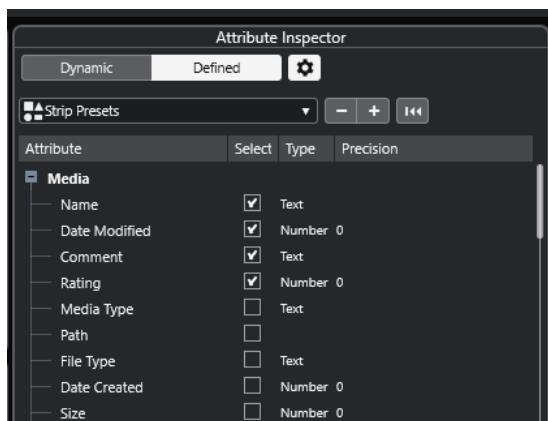 Attribute Inspector
Dynamic Defined
Strip Presets
Attribute Select Type Precision
Media
Name Text
Date Modified Number 0
Comment Text
Rating Number 0
Media Type Text
Path
File Type Text
Date Created Number 0
Size Number 0